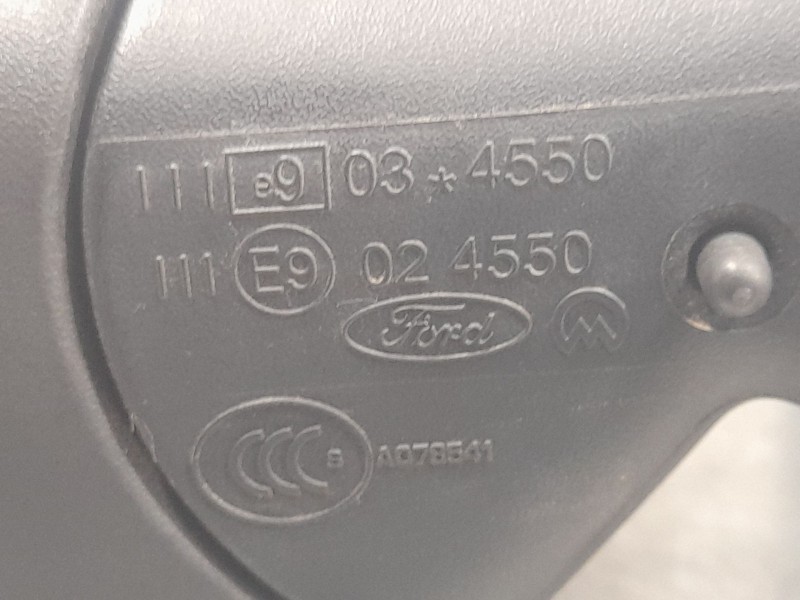 111 e9 03 * 4550
111 E9 02 4550
Ford
CCC S A078541